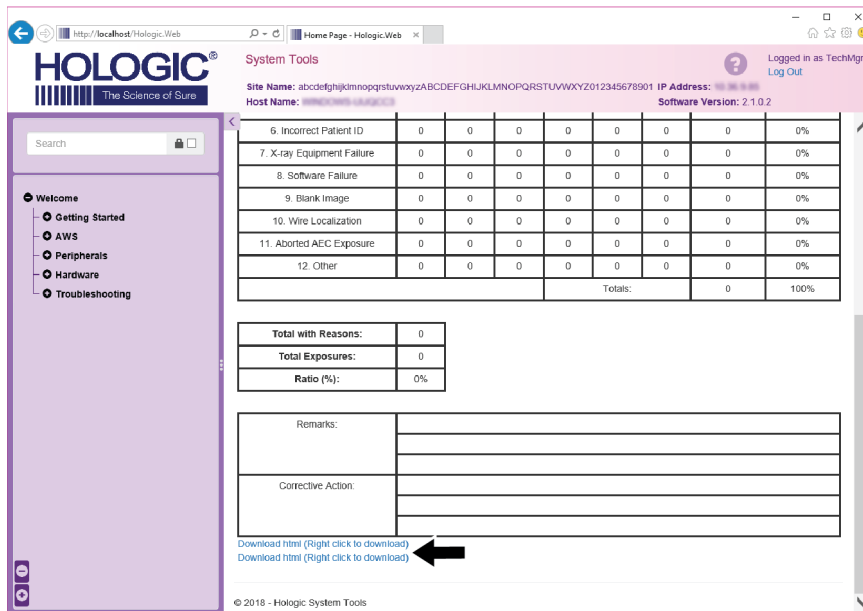 http://localhost/Hologic.Web
Home Page - Hologic.Web
HOLOGIC®
The Science of Sure
System Tools
Logged in as TechMgr
Log Out
Site Name: abcdefghijklmnopqrstuvwxyzABCDEFGHIJKLMNOPQRSTUVWXYZ012345678901 IP Address:
Host Name:
Software Version: 2.1.0.2
Search
Welcome
Getting Started
AWS
Peripherals
Hardware
Troubleshooting
6. Incorrect Patient ID 0 0 0 0 0 0 0 0%
7. X-ray Equipment Failure 0 0 0 0 0 0 0 0%
8. Software Failure 0 0 0 0 0 0 0 0%
9. Blank Image 0 0 0 0 0 0 0 0%
10. Wire Localization 0 0 0 0 0 0 0 0%
11. Aborted AEC Exposure 0 0 0 0 0 0 0 0%
12. Other 0 0 0 0 0 0 0 0%
Totals: 0 100%
Total with Reasons: 0
Total Exposures: 0
Ratio (%): 0%
Remarks:
Corrective Action:
Download html (Right click to download)
Download html (Right click to download)
© 2018 - Hologic System Tools